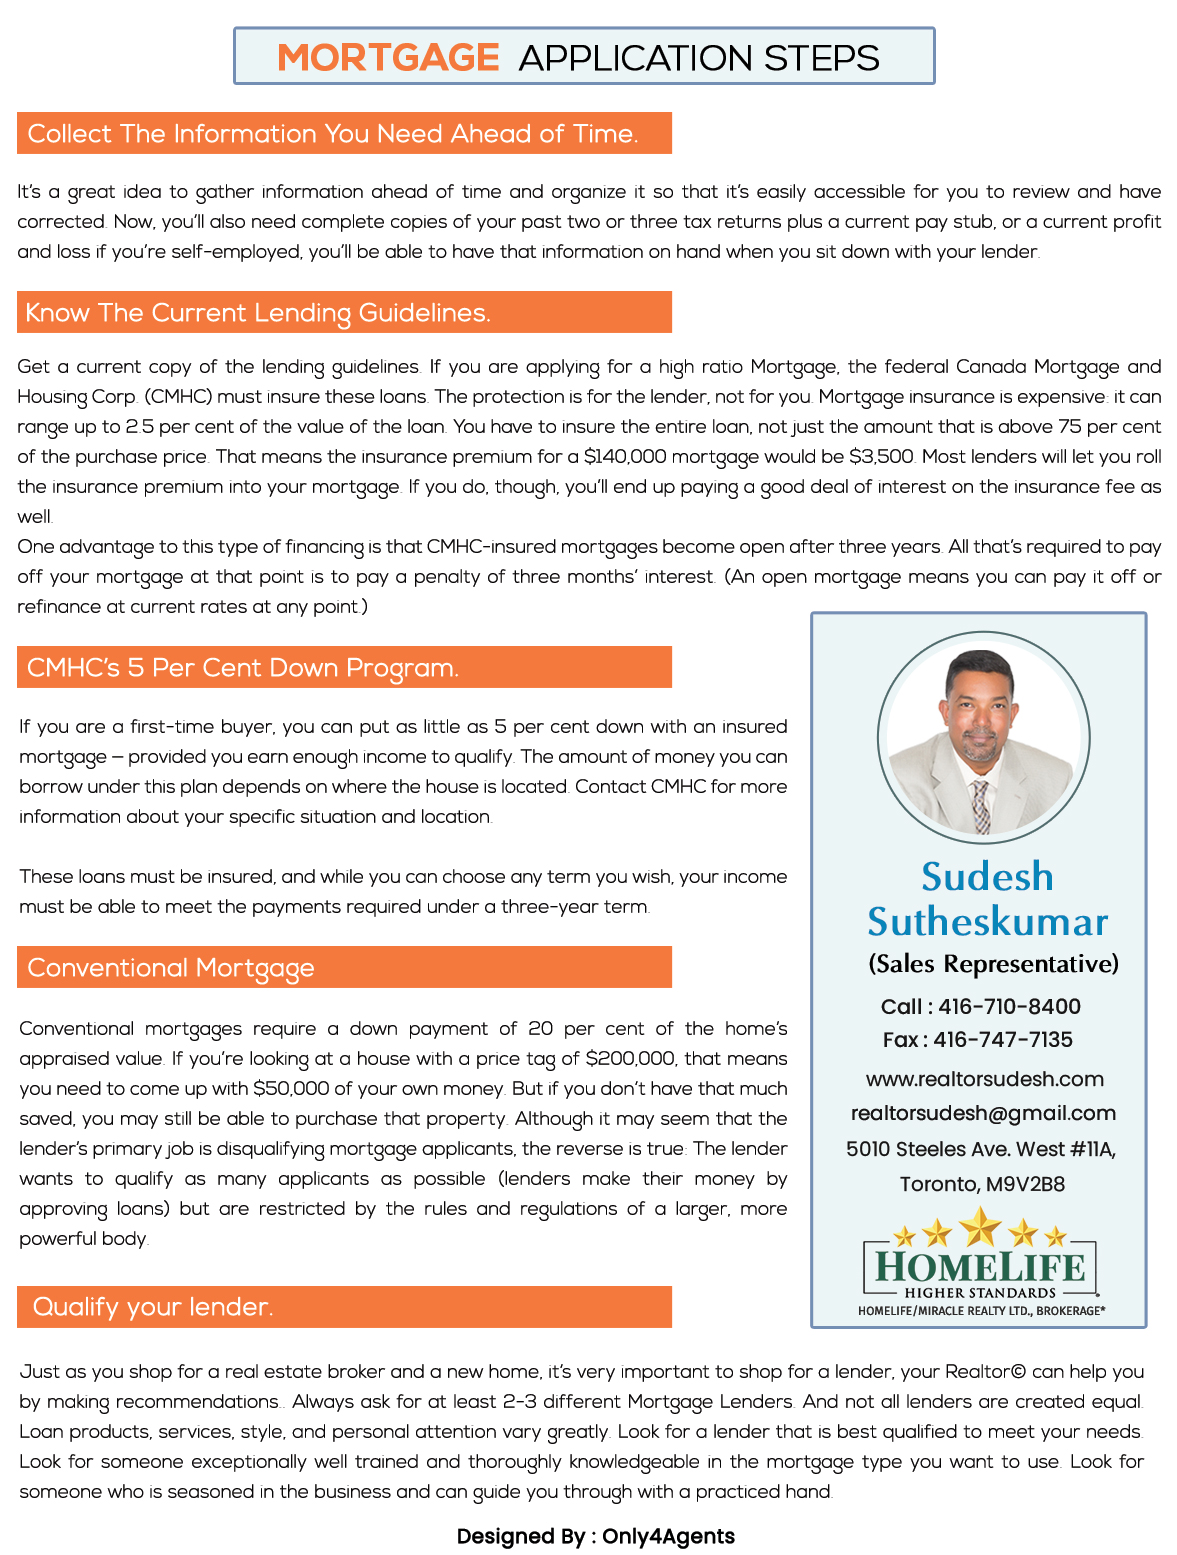 MORTGAGE APPLICATION STEPS
Collect The Information You Need Ahead of Time.
It's a great idea to gather information ahead of time and organize it so that it's easily accessible for you to review and have
corrected. Now, you'll also need complete copies of your past two or three tax returns plus a current pay stub, or a current profit
and loss if you're self-employed, you'll be able to have that information on hand when you sit down with your lender.
Know The Current Lending Guidelines.
Get a current copy of the lending guidelines. If you are applying for a high ratio Mortgage, the federal Canada Mortgage and
Housing Corp. (CMHC) must insure these loans. The protection is for the lender, not for you. Mortgage insurance is expensive: it can
range up to 2.5 per cent of the value of the loan. You have to insure the entire loan, not just the amount that is above 75 per cent
of the purchase price. That means the insurance premium for a $140,000 mortgage would be $3,500. Most lenders will let you roll
the insurance premium into your mortgage. If you do, though, you'll end up paying a good deal of interest on the insurance fee as
well.
One advantage to this type of financing is that CMHC-insured mortgages become open after three years. All that's required to pay
off your mortgage at that point is to pay a penalty of three months' interest. (An open mortgage means you can pay it off or
refinance at current rates at any point.)
CMHC's 5 Per Cent Down Program.
If you are a first-time buyer, you can put as little as 5 per cent down with an insured
mortgage — provided you earn enough income to qualify. The amount of money you can
borrow under this plan depends on where the house is located. Contact CMHC for more
information about your specific situation and location.
These loans must be insured, and while you can choose any term you wish, your income
must be able to meet the payments required under a three-year term.
Conventional Mortgage
Conventional mortgages require a down payment of 20 per cent of the home's
appraised value. If you're looking at a house with a price tag of $200,000, that means
you need to come up with $50,000 of your own money. But if you don't have that much
saved, you may still be able to purchase that property. Although it may seem that the
lender's primary job is disqualifying mortgage applicants, the reverse is true: The lender
wants to qualify as many applicants as possible (lenders make their money by
approving loans) but are restricted by the rules and regulations of a larger, more
powerful body.
Sudesh
Sutheskumar
(Sales Representative)
Call : 416-710-8400
Fax : 416-747-7135
www.realtorsudesh.com
realtorsudesh@gmail.com
5010 Steeles Ave. West #11A,
Toronto, M9V2B8
HOMELIFE
HIGHER STANDARDS
HOMELIFE/MIRACLE REALTY LTD., BROKERAGE*
Qualify your lender.
Just as you shop for a real estate broker and a new home, it's very important to shop for a lender, your Realtor© can help you
by making recommendations.. Always ask for at least 2-3 different Mortgage Lenders. And not all lenders are created equal.
Loan products, services, style, and personal attention vary greatly. Look for a lender that is best qualified to meet your needs.
Look for someone exceptionally well trained and thoroughly knowledgeable in the mortgage type you want to use. Look for
someone who is seasoned in the business and can guide you through with a practiced hand.
Designed By : Only4Agents